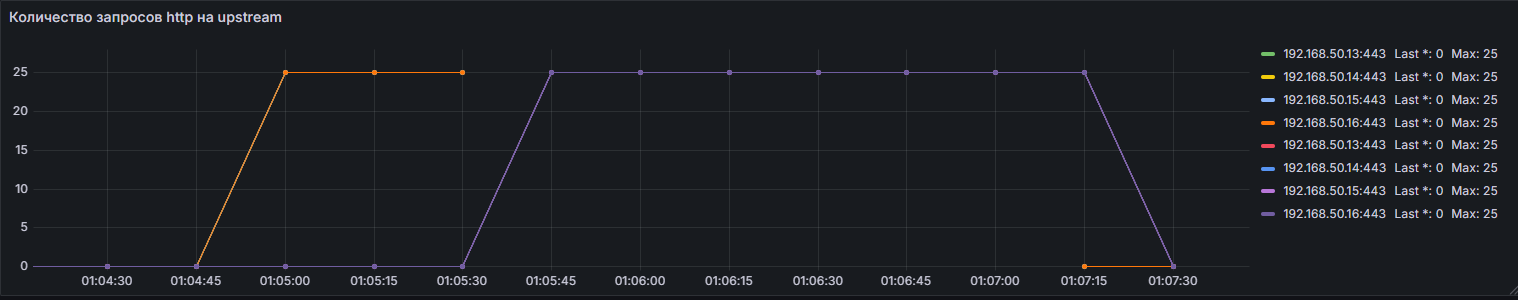 Количество запросов http на upstream
25
20
15
10
5
0
01:04:30 01:04:45 01:05:00 01:05:15 01:05:30 01:05:45 01:06:00 01:06:15 01:06:30 01:06:45 01:07:00 01:07:15 01:07:30
192.168.50.13:443 Last *: 0 Max: 25
192.168.50.14:443 Last *: 0 Max: 25
192.168.50.15:443 Last *: 0 Max: 25
192.168.50.16:443 Last *: 0 Max: 25
192.168.50.13:443 Last *: 0 Max: 25
192.168.50.14:443 Last *: 0 Max: 25
192.168.50.15:443 Last *: 0 Max: 25
192.168.50.16:443 Last *: 0 Max: 25